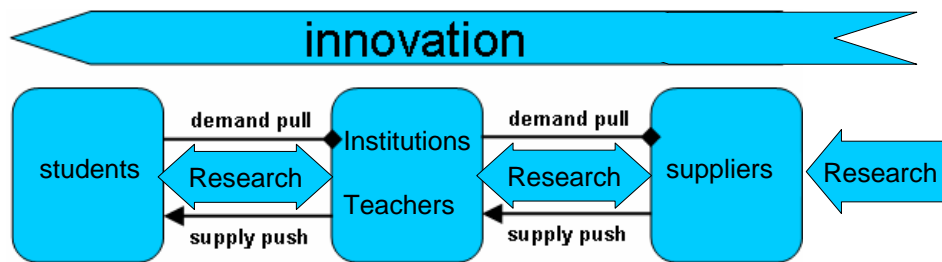 innovation
demand pull
demand pull
students
Research
Institutions
Teachers
Research
suppliers
Research
supply push
supply push